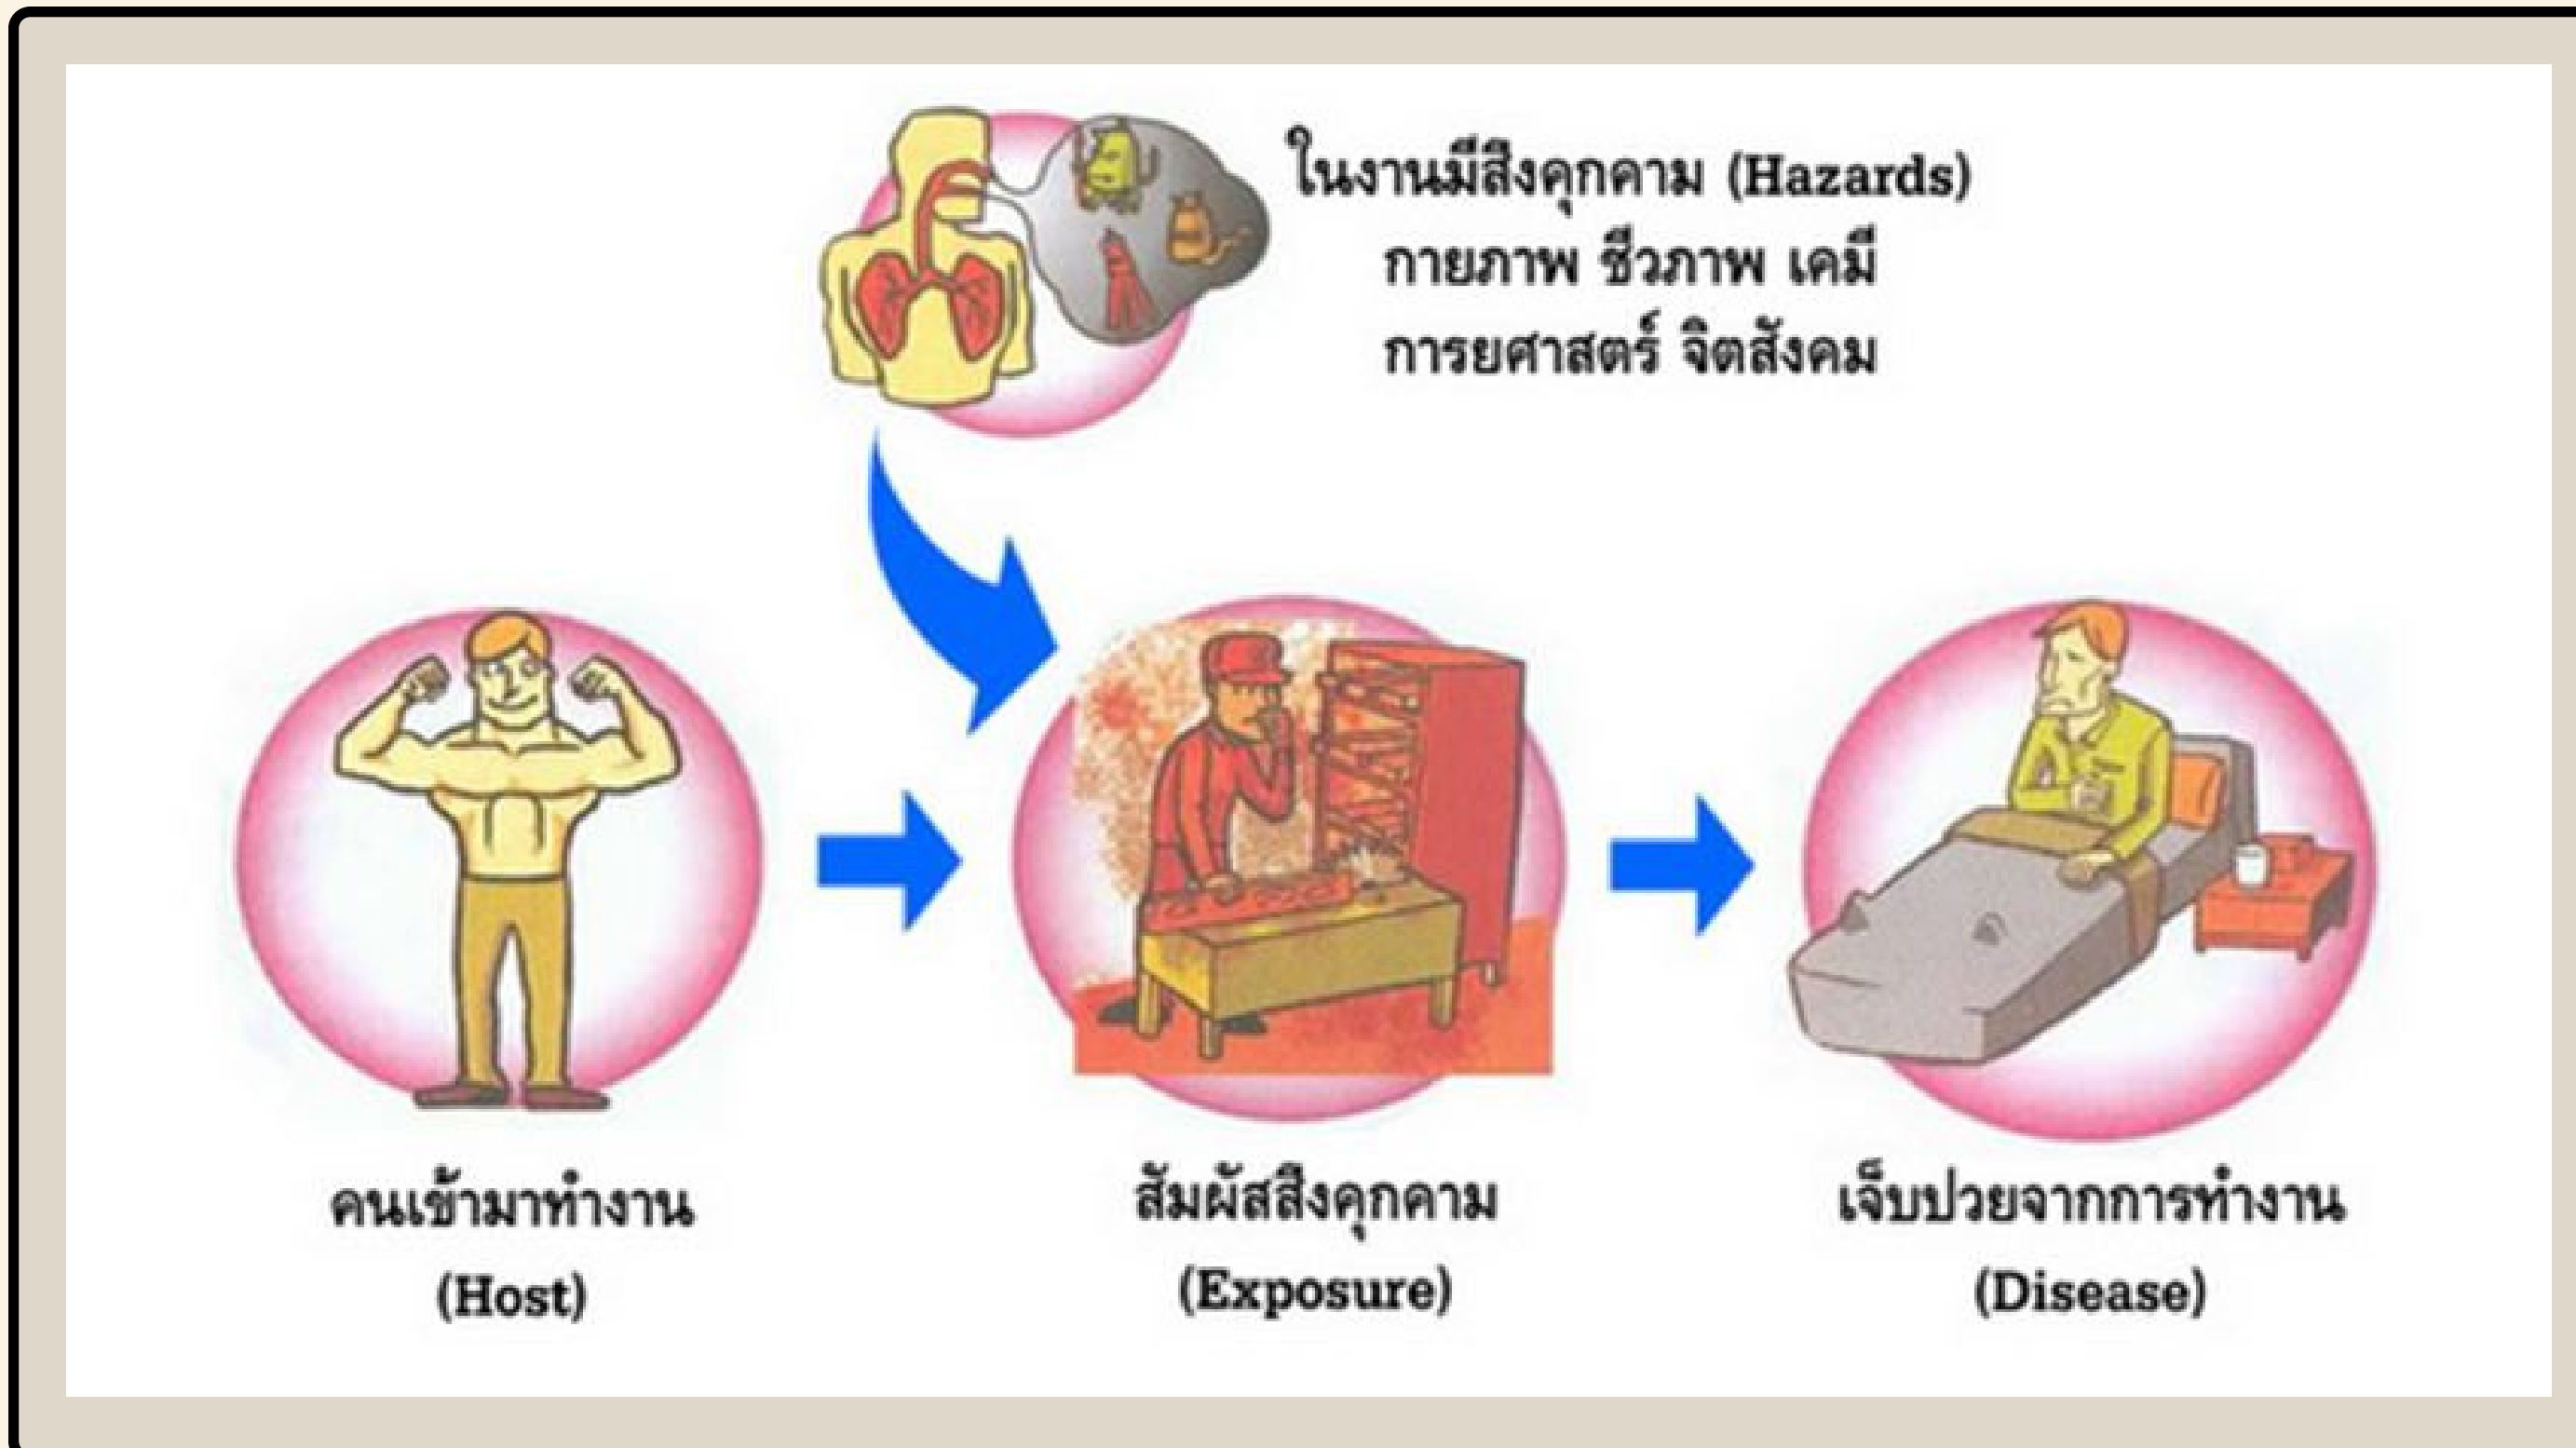 ในงานมีสิ่งคุกคาม (Hazards)
กายภาพ ชีวภาพ เคมี
การยศาสตร์ จิตสังคม
คนเข้ามาทำงาน
(Host)
สัมผัสสิ่งคุกคาม
(Exposure)
เจ็บป่วยจากการทำงาน
(Disease)